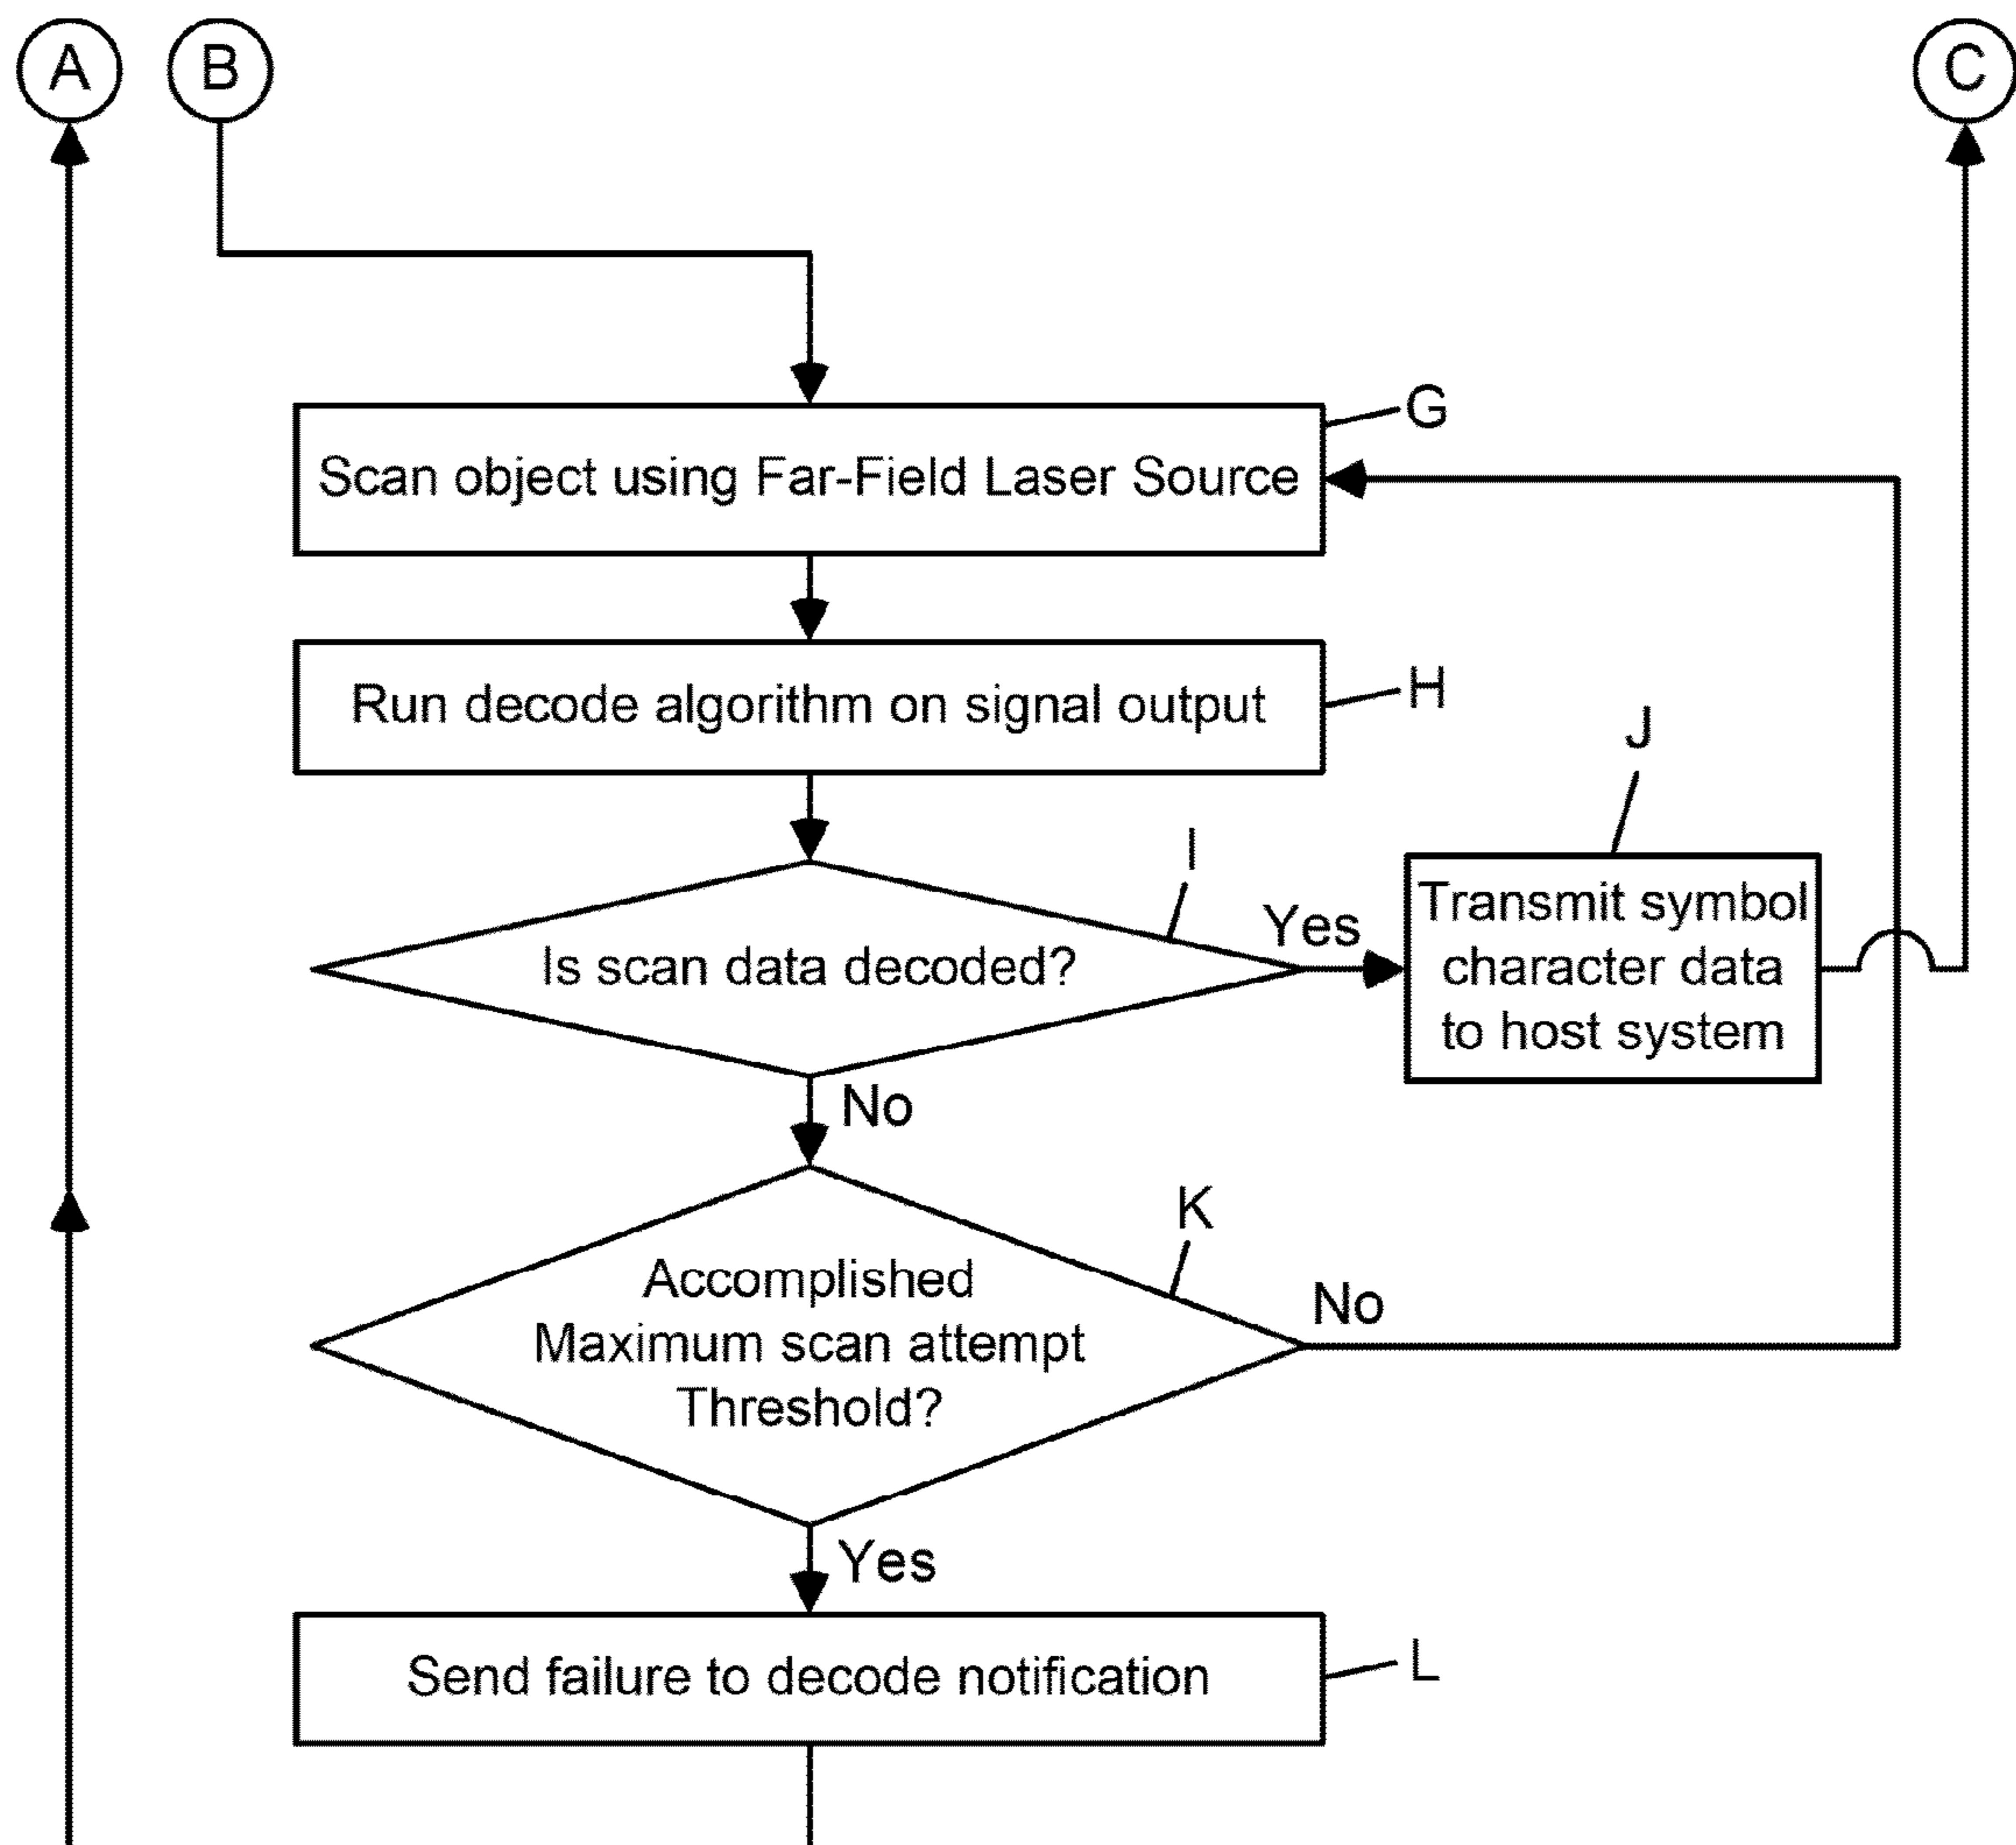 A
B
C
G
Scan object using Far-Field Laser Source
H
Run decode algorithm on signal output
J
I
Yes
Transmit symbol
character data
to host system
Is scan data decoded?
No
K
Accomplished
Maximum scan attempt
Threshold?
No
Yes
Send failure to decode notification
L